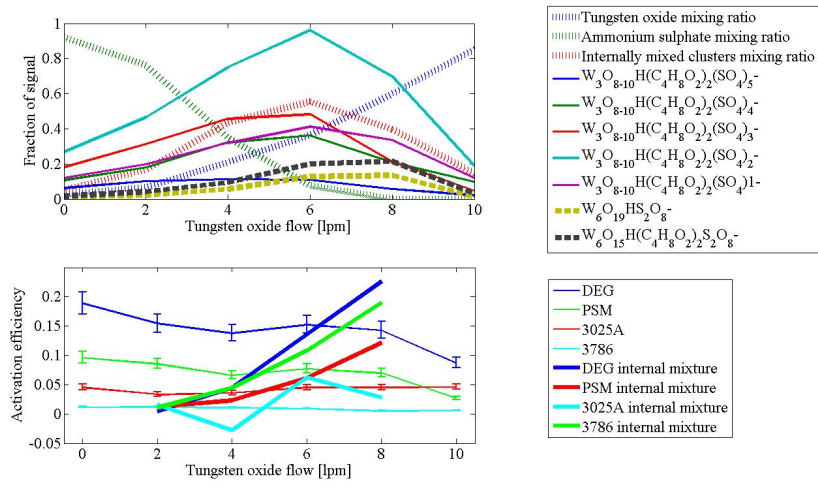 1
0.8
0.6
0.4
0.2
0
Fraction of signal
0 2 4 6 8 10
Tungsten oxide flow [lpm]
Tungsten oxide mixing ratio
Ammonium sulphate mixing ratio
Internally mixed clusters mixing ratio
W3O8-10H(C4H8O2)2(SO4)5-
W3O8-10H(C4H8O2)2(SO4)4-
W3O8-10H(C4H8O2)2(SO4)3-
W3O8-10H(C4H8O2)2(SO4)2-
W3O8-10H(C4H8O2)2(SO4)1-
W6O19HS2O8-
W6O15H(C4H8O2)2S2O8-
0.2
0.15
0.1
0.05
0
-0.05
Activation efficiency
0 2 4 6 8 10
Tungsten oxide flow [lpm]
DEG
PSM
3025A
3786
DEG internal mixture
PSM internal mixture
3025A internal mixture
3786 internal mixture